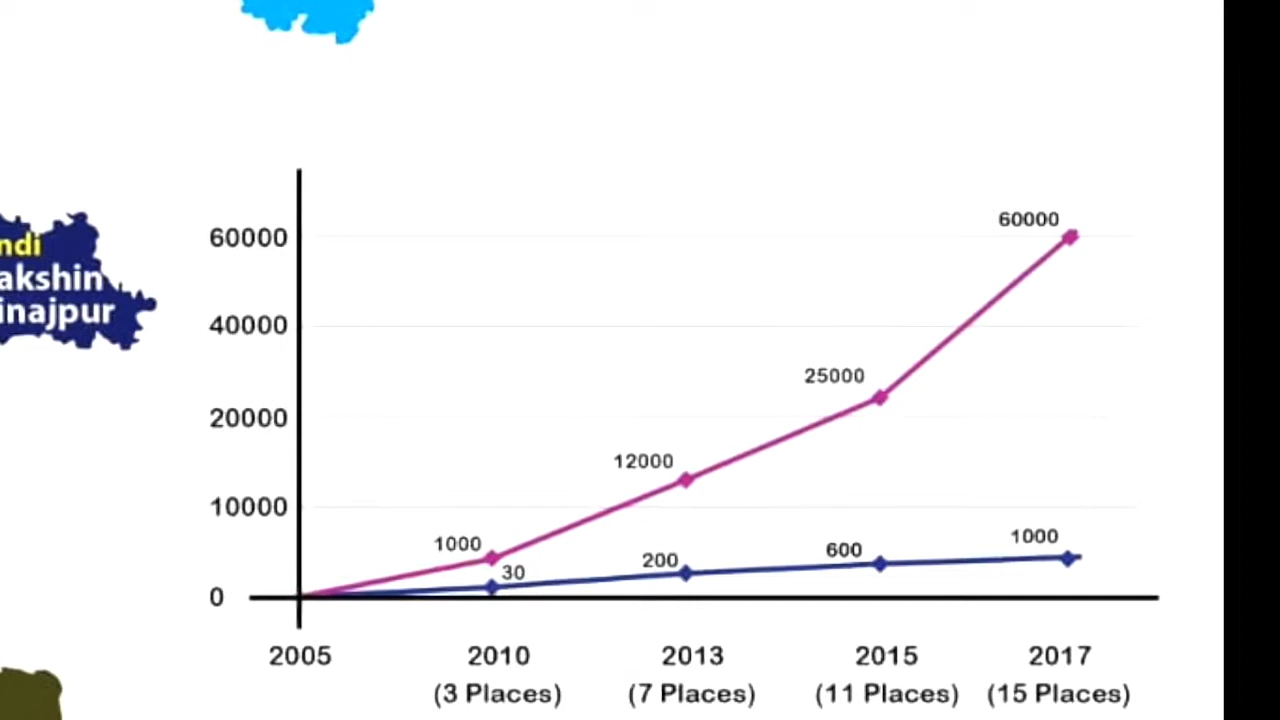 ndi
akshin
inajpur
60000
40000
20000
10000
0
60000
25000
12000
1000
30
200
600
1000
2005
2010
(3 Places)
2013
(7 Places)
2015
(11 Places)
2017
(15 Places)